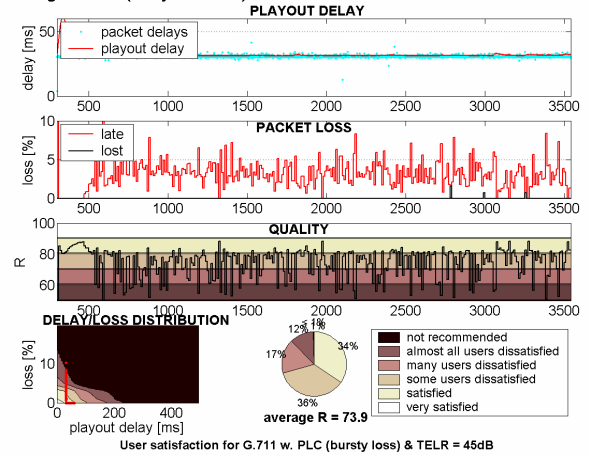 PLAYOUT DELAY
50
0
delay [ms]
packet delays
playout delay
500 1000 1500 2000 2500 3000 3500
PACKET LOSS
10
5
0
loss [%]
late
lost
500 1000 1500 2000 2500 3000 3500
QUALITY
100
80
60
R
500 1000 1500 2000 2500 3000 3500
DELAY/LOSS DISTRIBUTION
10
0
loss [%]
0 200 400
playout delay [ms]
1%
1%
12%
17%
34%
36%
average R = 73.9
not recommended
almost all users dissatisfied
many users dissatisfied
some users dissatisfied
satisfied
very satisfied
User satisfaction for G.711 w. PLC (bursty loss) & TELR = 45dB